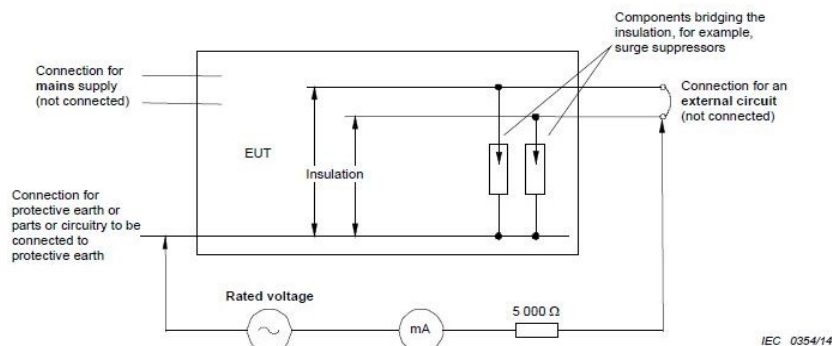 Components bridging the
insulation, for example,
surge suppressors
Connection for
mains supply
(not connected)
Connection for an
external circuit
(not connected)
EUT
Insulation
Connection for
protective earth or
parts or circuitry to be
connected to
protective earth
Rated voltage
mA
5 000 Ω
IEC 0354/14